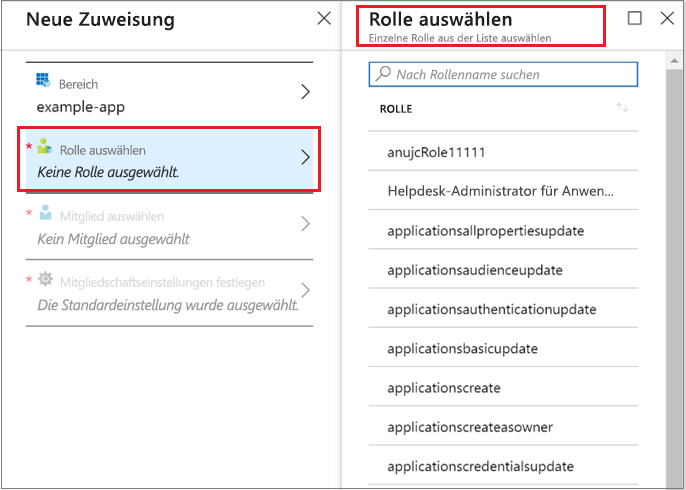 Neue Zuweisung
Bereich
example-app
* Rolle auswählen
Keine Rolle ausgewählt.
* Mitglied auswählen
Kein Mitglied ausgewählt
* Mitgliedschaftseinstellungen festlegen
Die Standardeinstellung wurde ausgewählt.
Rolle auswählen
Einzelne Rolle aus der Liste auswählen
Nach Rollenname suchen
ROLLE
anujcRole11111
Helpdesk-Administrator für Anwen...
applicationsallpropertiesupdate
applicationsaudienceupdate
applicationsauthenticationupdate
applicationsbasicupdate
applicationscreate
applicationscreateasowner
applicationscredentialsupdate